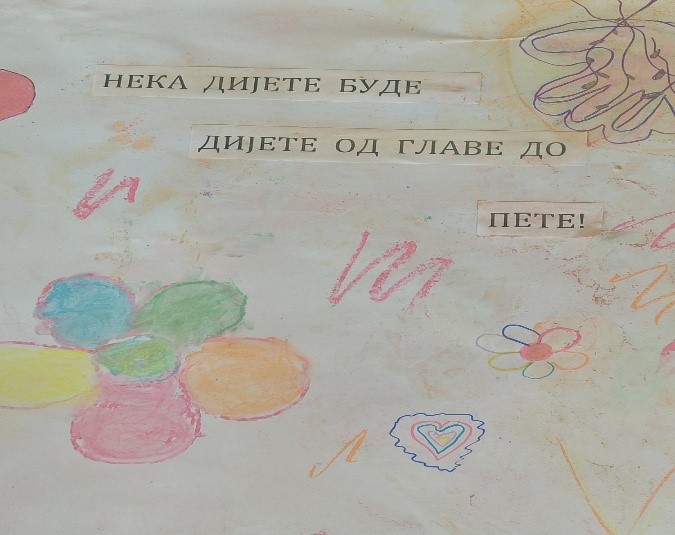 НЕКА ДИЈЕТЕ БУДЕ
ДИЈЕТЕ ОД ГЛАВЕ ДО
ПЕТЕ!